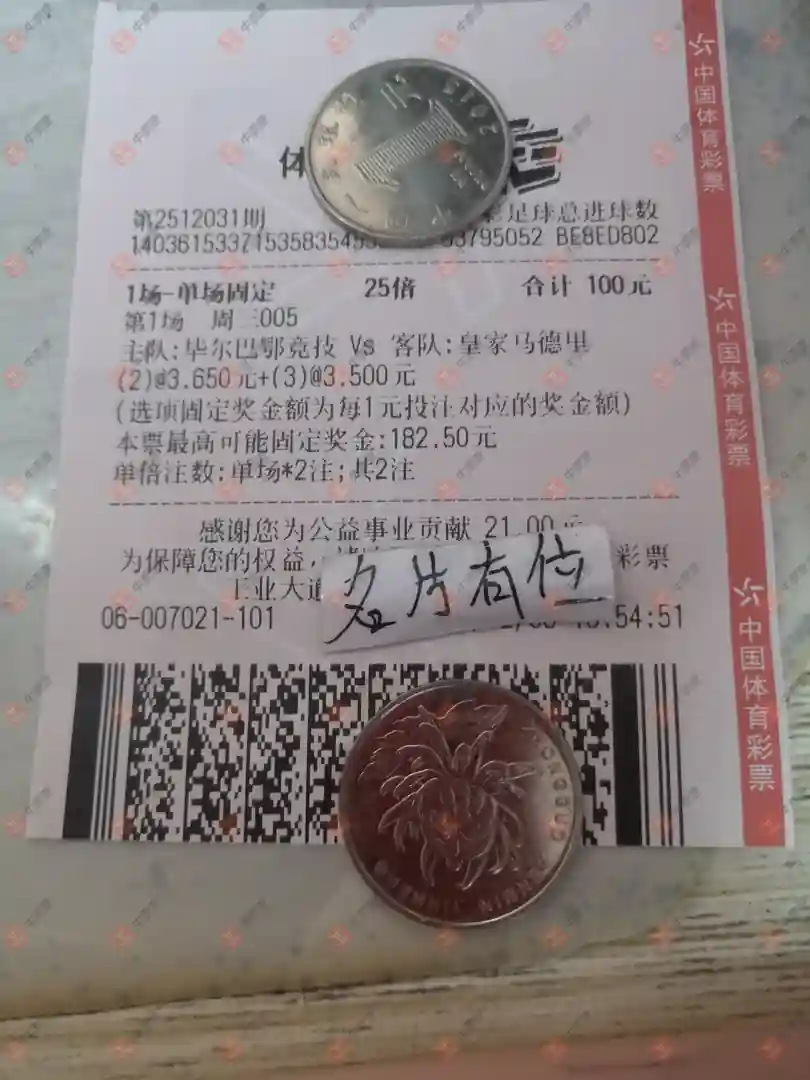 体
第2512031期 足球总进球数
中国体育彩票
1场-单场固定 25倍 合计 100元
第1场 周三005
主队:毕尔巴鄂竞技 Vs 客队:皇家马德里
(2)@3.650元+(3)@3.500元
(选项固定奖金额为每1元投注对应的奖金额)
本票最高可能固定奖金:182.50元
单倍注数:单场*2注;共2注
中国体育彩票
感谢您为公益事业贡献 21.00元
为保障您的权益, 彩票
工业大道
名片有位
06-007021-101 :54:51
中国体育彩票